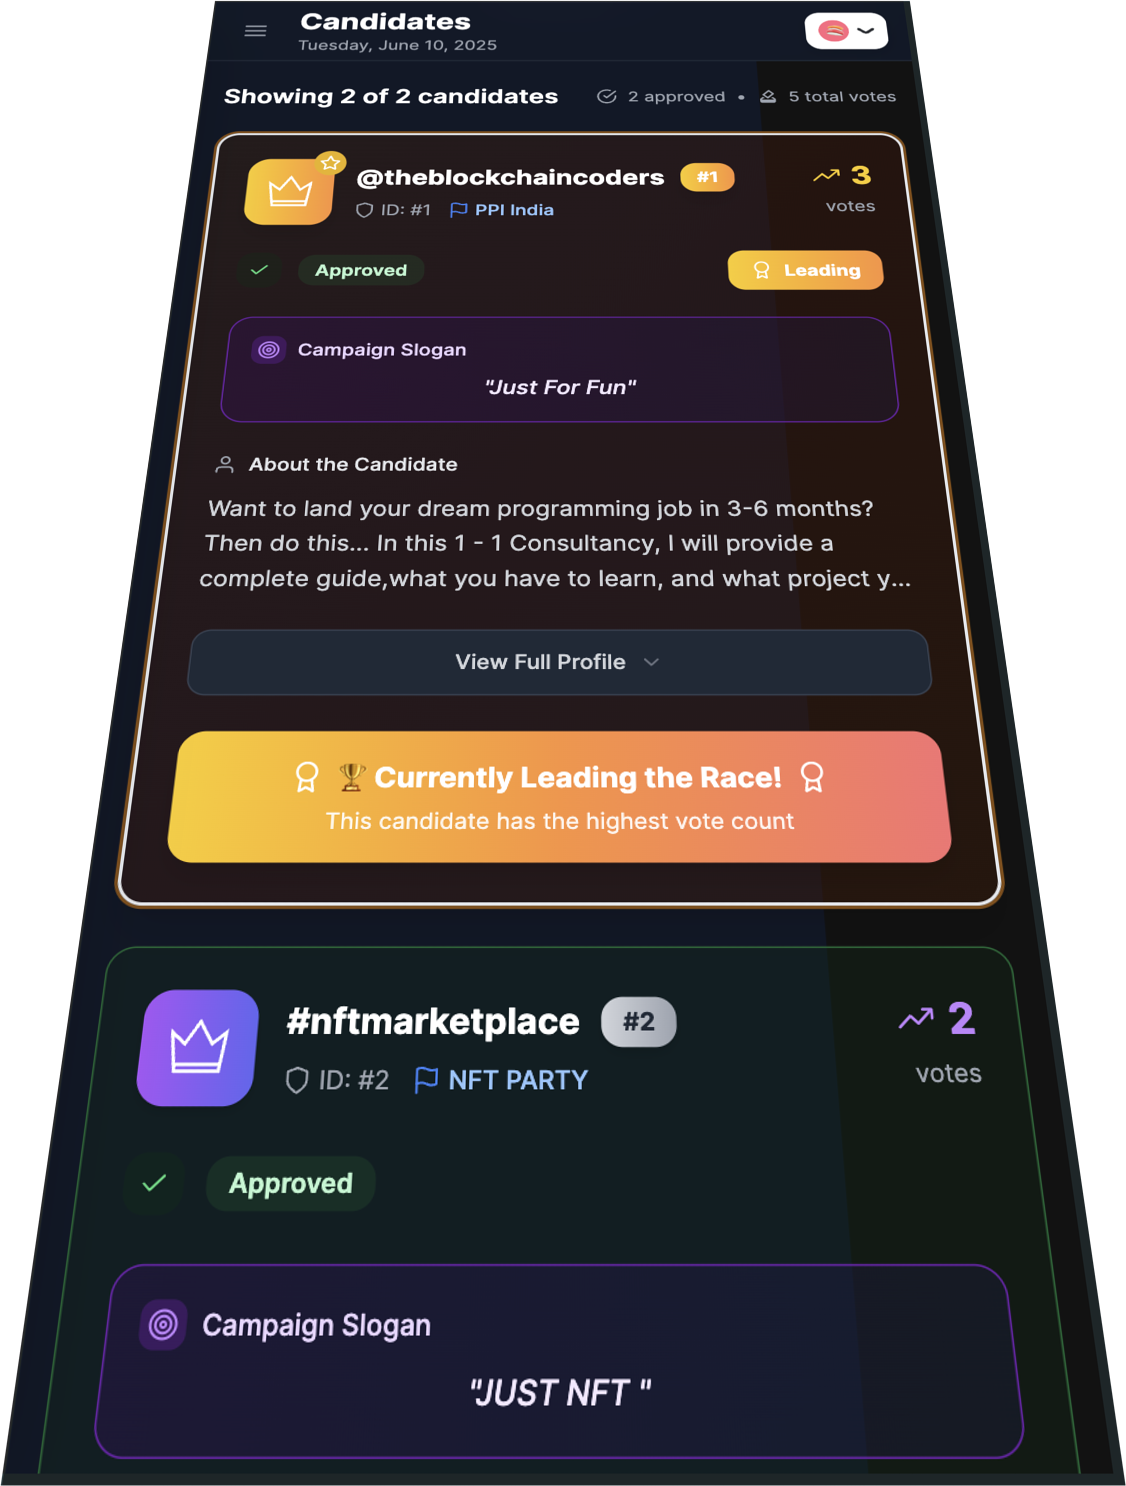 Candidates
Tuesday, June 10, 2025
Showing 2 of 2 candidates 2 approved • 5 total votes
@theblockchaincoders #1 3
ID: #1 PPI India votes
Approved Leading
Campaign Slogan
"Just For Fun"
About the Candidate
Want to land your dream programming job in 3-6 months?
Then do this... In this 1 - 1 Consultancy, I will provide a
complete guide,what you have to learn, and what project y...
View Full Profile
🏆 Currently Leading the Race!
This candidate has the highest vote count
#nftmarketplace #2 2
ID: #2 NFT PARTY votes
Approved
Campaign Slogan
"JUST NFT "